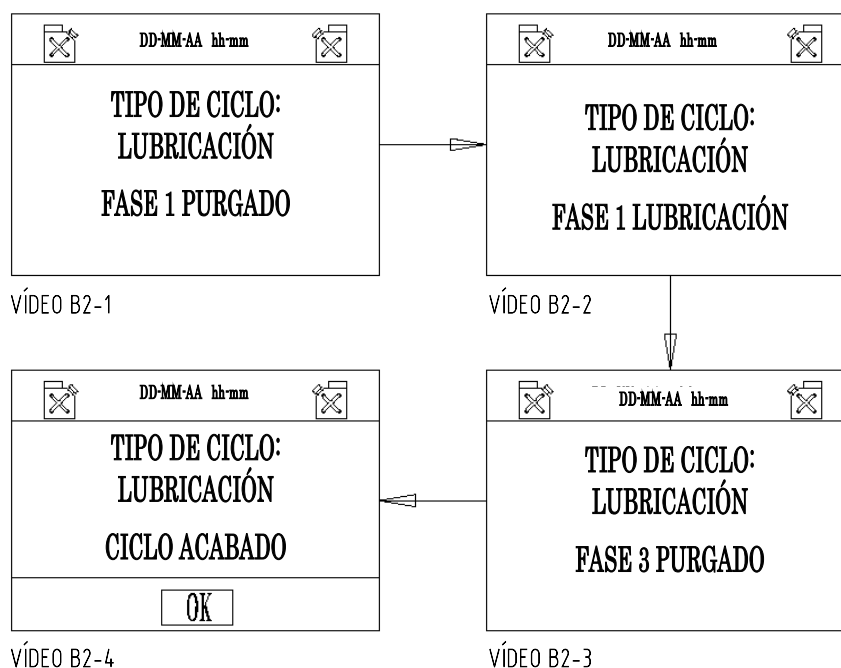 DD-MM-AA hh-mm
TIPO DE CICLO:
LUBRICACIÓN
FASE 1 PURGADO
VÍDEO B2-1
DD-MM-AA hh-mm
TIPO DE CICLO:
LUBRICACIÓN
FASE 1 LUBRICACIÓN
VÍDEO B2-2
DD-MM-AA hh-mm
TIPO DE CICLO:
LUBRICACIÓN
CICLO ACABADO
OK
VÍDEO B2-4
DD-MM-AA hh-mm
TIPO DE CICLO:
LUBRICACIÓN
FASE 3 PURGADO
VÍDEO B2-3